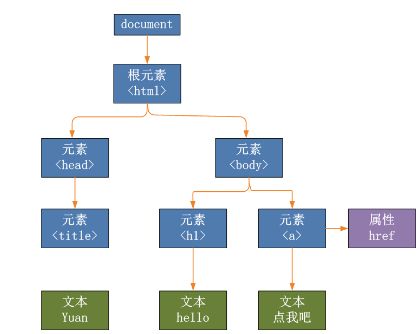 document
根元素
<html>
元素
<head>
元素
<body>
元素
<title>
元素
<h1>
元素
<a>
属性
href
文本
Yuan
文本
hello
文本
点我吧